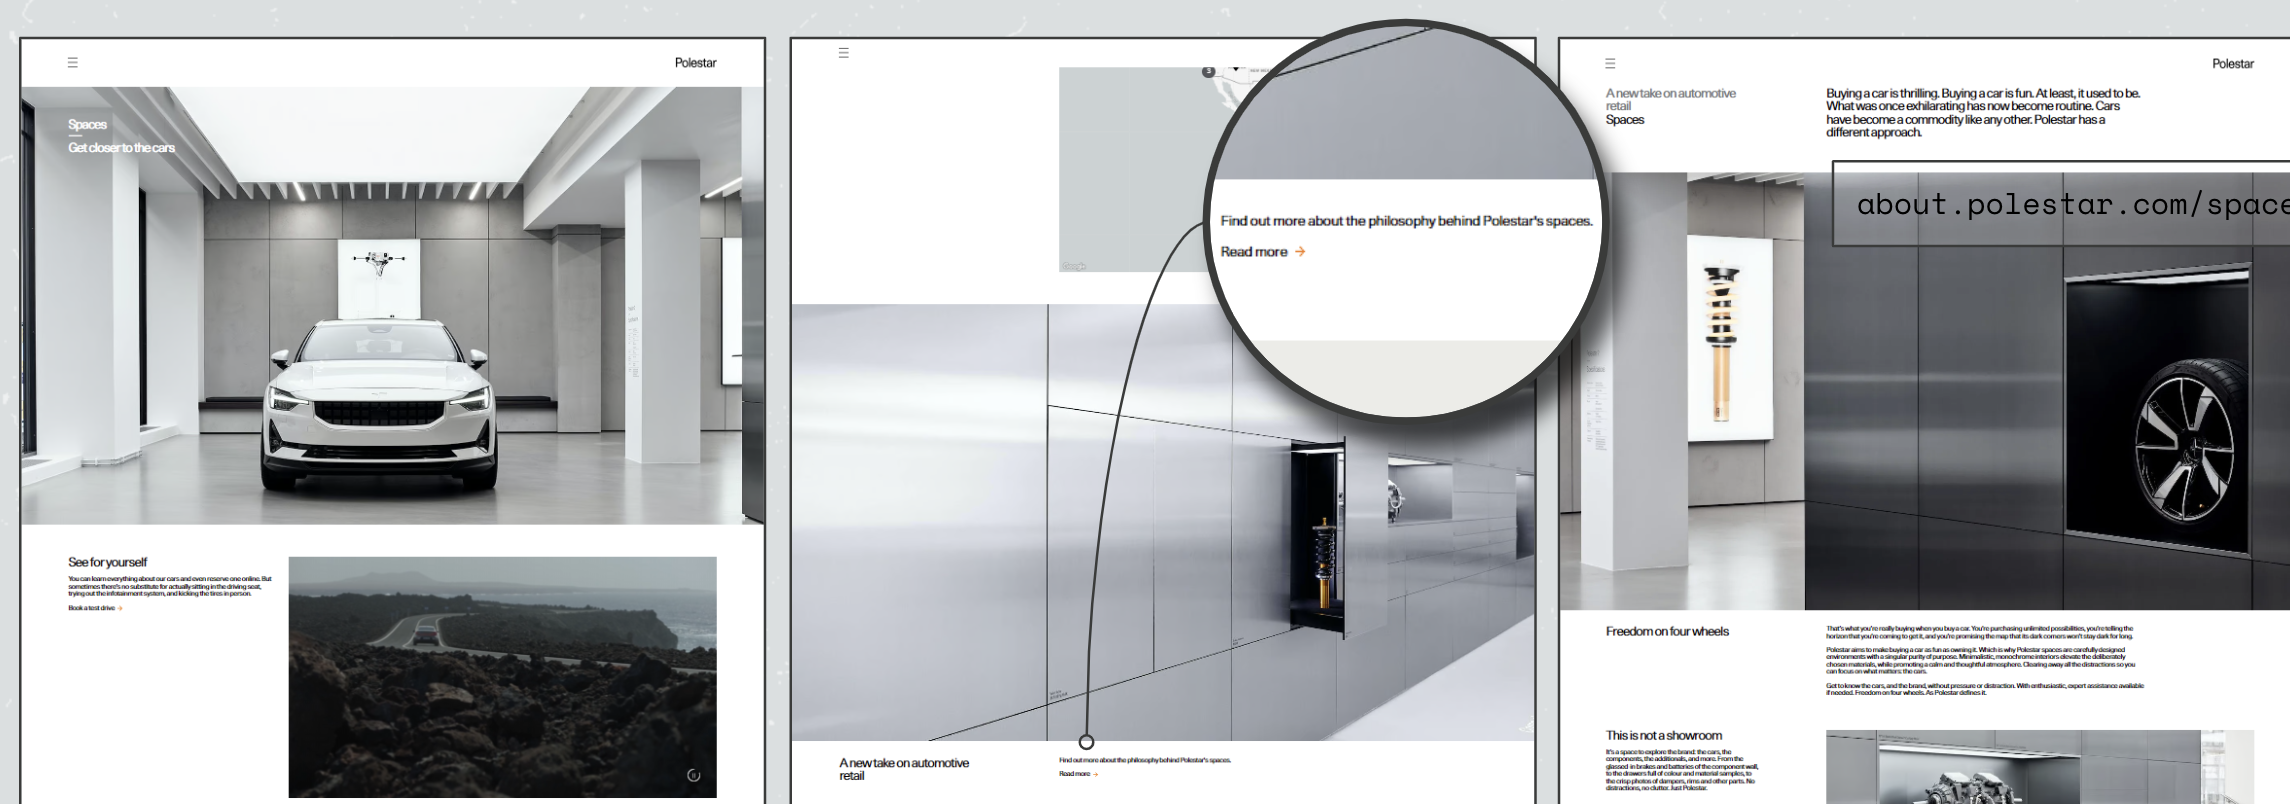 Polestar
Spaces
Get closer to the cars
See for yourself
You can learn everything about our cars and even reserve one online. But
sometimes there's no substitute for actually sitting in the driving seat,
trying out the infotainment system, and kicking the tires in person.
Book a test drive →
3
Google
Find out more about the philosophy behind Polestar's spaces.
Read more →
A new take on automotive
retail
Find out more about the philosophy behind Polestar's spaces.
Read more →
Polestar
A new take on automotive
retail
Spaces
Buying a car is thrilling. Buying a car is fun. At least, it used to be.
What was once exhilarating has now become routine. Cars
have become a commodity like any other. Polestar has a
different approach.
about.polestar.com/space
Freedom on four wheels
That's what you're really buying when you buy a car. You're purchasing unlimited possibilities, you're telling the
horizon that you're coming to get it, and you're promising the map that its dark corners won't stay dark for long.
Polestar aims to make buying a car as fun as owning it. Which is why Polestar spaces are carefully designed
environments with a singular purity of purpose. Minimalistic, monochrome interiors elevate the deliberately
chosen materials, while promoting a calm and thoughtful atmosphere. Clearing away all the distractions so you
can focus on what matters: the cars.
Get to know the cars, and the brand, without pressure or distraction. With enthusiastic, expert assistance available
if needed. Freedom on four wheels. As Polestar defines it.
This is not a showroom
It's a space to explore the brand: the cars, the
components, the additionals, and more. From the
glassed in brakes and batteries of the component wall,
to the drawers full of colour and material samples, to
the crisp photos of dampers, rims and other parts. No
distractions, no clutter. Just Polestar.